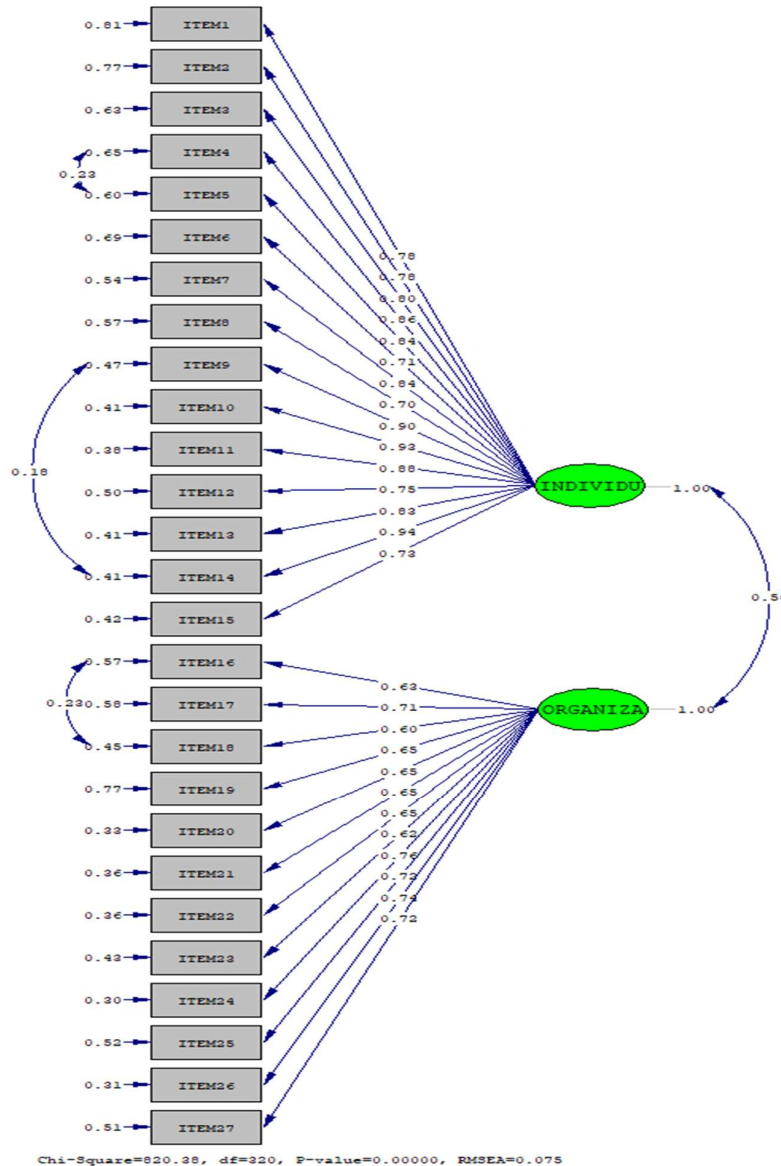 0.81 ITEM1
0.77 ITEM2
0.63 ITEM3
0.65 ITEM4
0.23
0.60 ITEM5
0.69 ITEM6
0.78
0.54 ITEM7
0.78
0.80
0.57 ITEM8
0.86
0.84
0.47 ITEM9
0.71
0.84
0.41 ITEM10
0.70
0.90
0.38 ITEM11
0.93
0.18
0.88
INDIVIDU 1.00
0.50 ITEM12
0.75
0.83
0.41 ITEM13
0.94
0.73
0.41 ITEM14
0.42 ITEM15
0.57 ITEM16
0.63
0.23 0.58 ITEM17
0.71
ORGANIZA 1.00
0.60
0.45 ITEM18
0.65
0.65
0.77 ITEM19
0.65
0.65
0.33 ITEM20
0.62
0.76
0.36 ITEM21
0.72
0.74
0.36 ITEM22
0.72
0.43 ITEM23
0.30 ITEM24
0.52 ITEM25
0.31 ITEM26
0.51 ITEM27
Chi-Square=820.38, df=320, P-value=0.00000, RMSEA=0.075